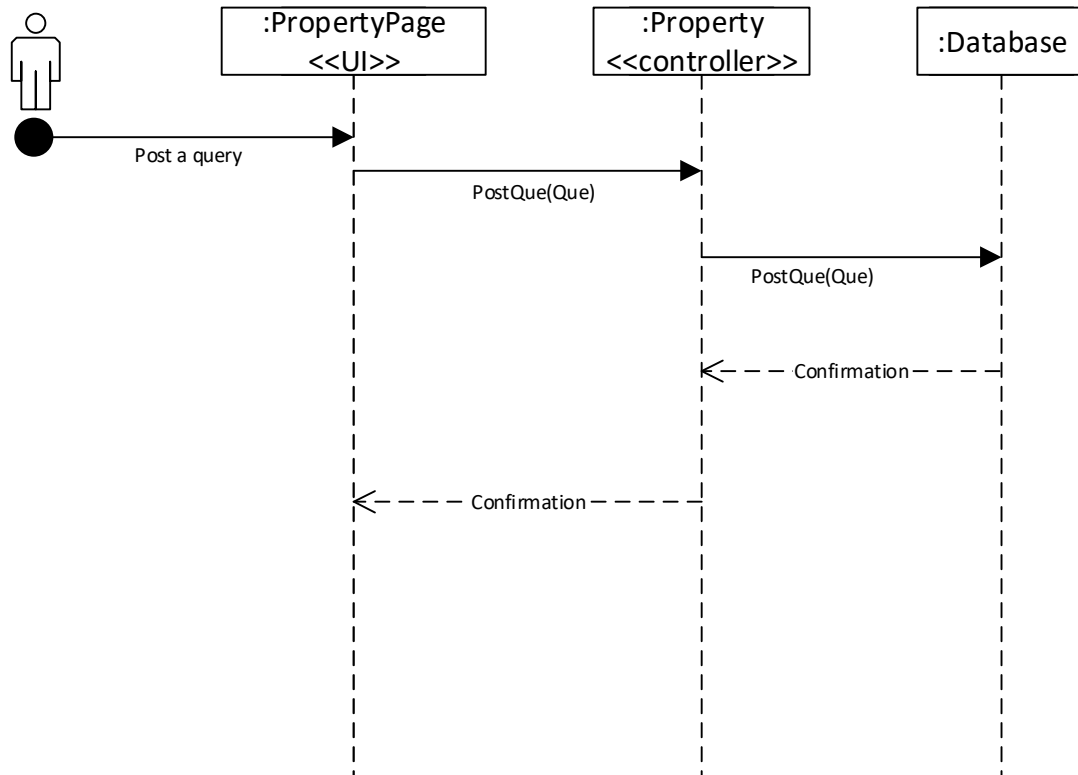 :PropertyPage
<<UI>>
:Property
<<controller>>
:Database
Post a query
PostQue(Que)
PostQue(Que)
Confirmation
Confirmation